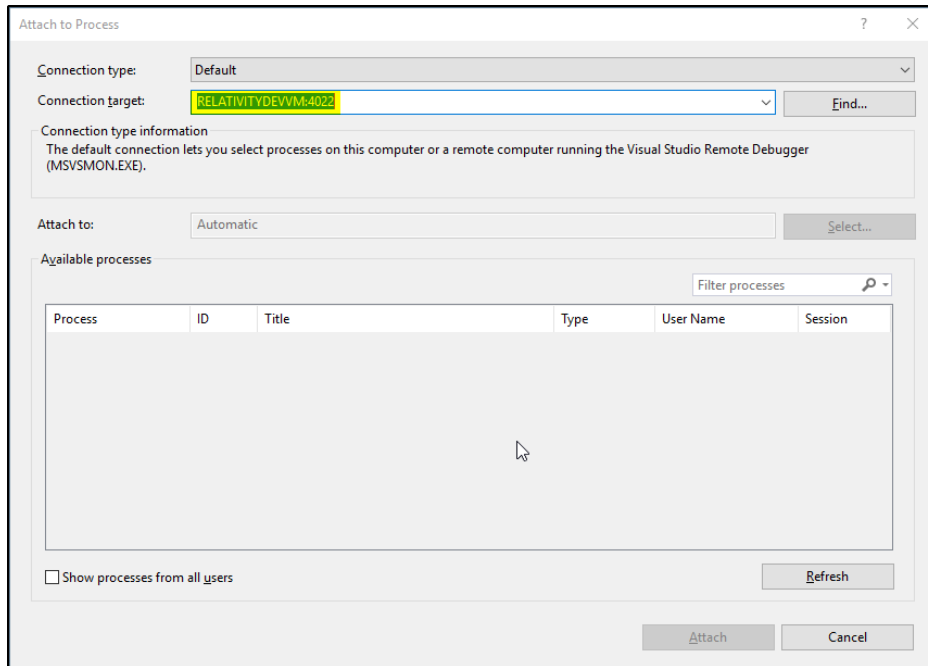 Attach to Process
?
Connection type:
Default
Connection target:
RELATIVITYDEVVM:4022
Find...
Connection type information
The default connection lets you select processes on this computer or a remote computer running the Visual Studio Remote Debugger
(MSVSMON.EXE).
Attach to:
Automatic
Select...
Available processes
Filter processes
Process ID Title Type User Name Session
Show processes from all users
Refresh
Attach
Cancel